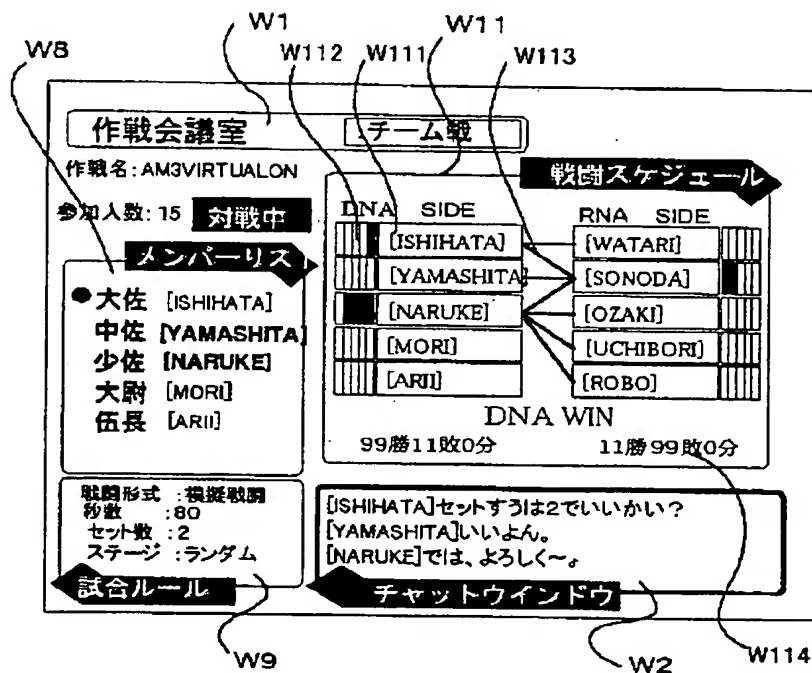 W8
W1
W112
W111
W11
W113
作戦会議室
チーム戦
作戦名:AM3VIRTUALON
戦闘スケジュール
参加人数:15
対戦中
DNA SIDE
RNA SIDE
メンバーリスト
[ISHIHATA]
[WATARI]
[YAMASHITA]
[SONODA]
[NARUKE]
[OZAKI]
[MORI]
[UCHIBORI]
[ARII]
[ROBO]
●大佐 [ISHIHATA]
中佐 [YAMASHITA]
少佐 [NARUKE]
大尉 [MORI]
伍長 [ARII]
DNA WIN
99勝11敗0分
11勝99敗0分
戦闘形式 :模擬戦闘
秒数 :80
セット数 :2
ステージ :ランダム
試合ルール
[ISHIHATA]セットすうは2でいいかい?
[YAMASHITA]いいよん。
[NARUKE]では、よろしく~。
チャットウインドウ
W9
W2
W114